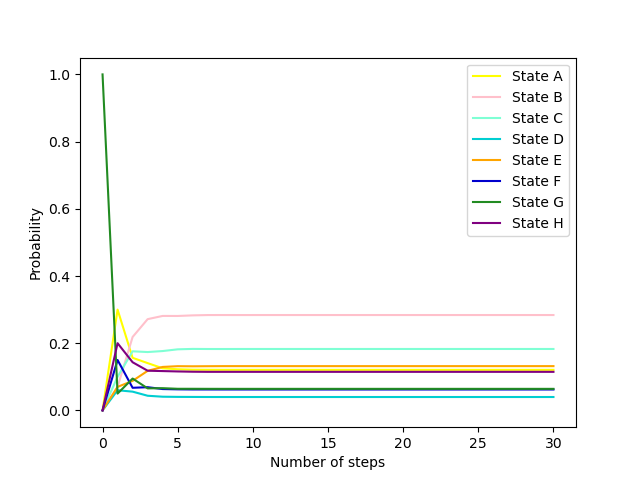 1.0
0.8
0.6
0.4
0.2
0.0
Probability
0 5 10 15 20 25 30
Number of steps
State A
State B
State C
State D
State E
State F
State G
State H